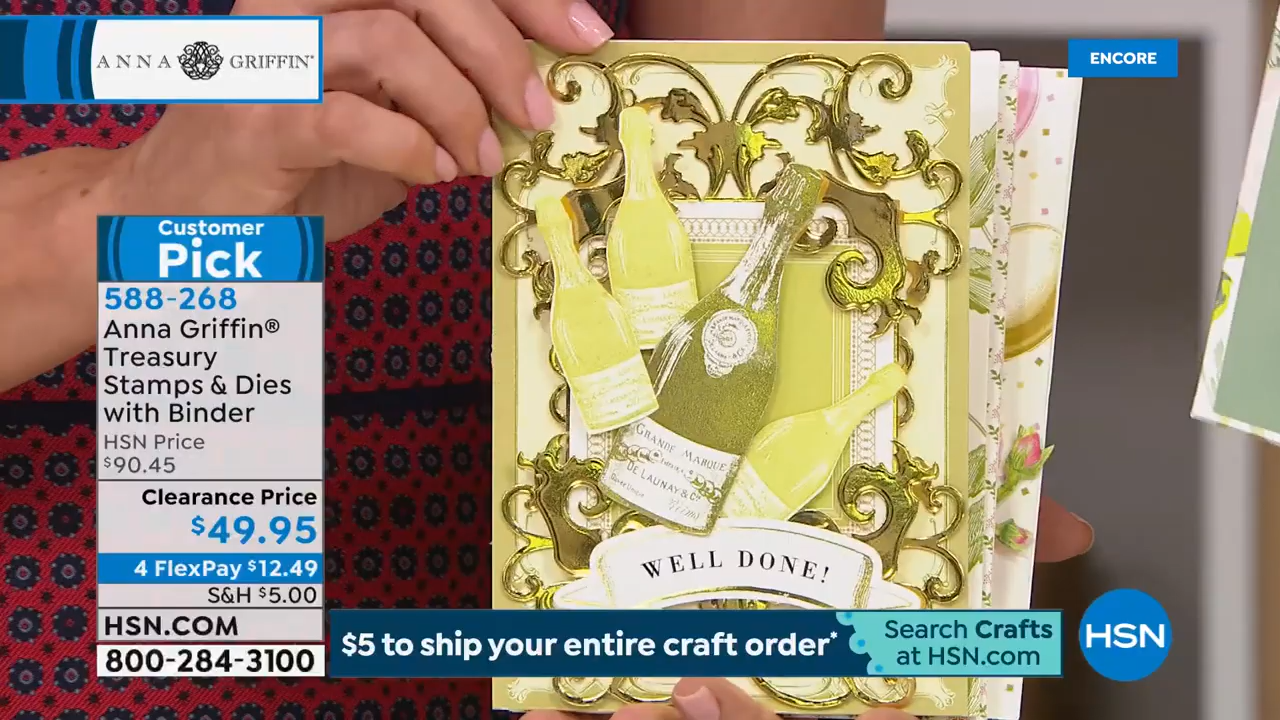 ANNA GRIFFIN®
ENCORE
Customer
Pick
588-268
Anna Griffin®
Treasury
Stamps & Dies
with Binder
HSN Price
$90.45
Clearance Price
$49.95
4 FlexPay $12.49
S&H $5.00
HSN.COM
800-284-3100
GRANDE MARQUE
DE LAUNAY & Co
WELL DONE!
$5 to ship your entire craft order*
Search Crafts
at HSN.com
HSN